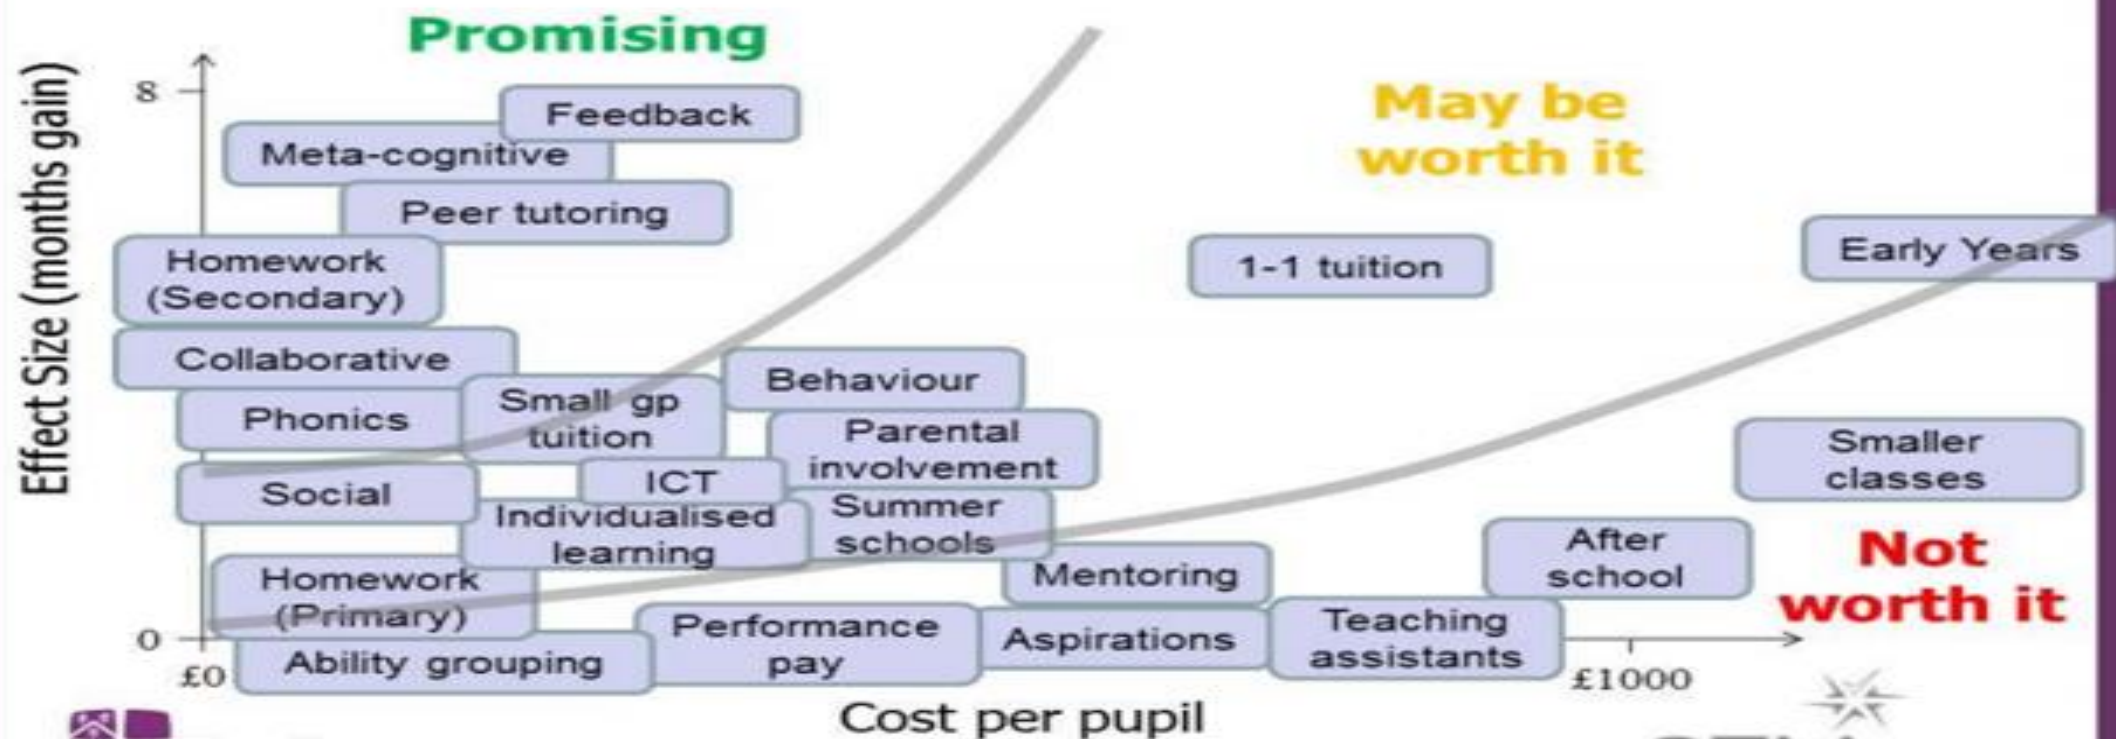 Promising
Effect Size (months gain)
8
Feedback
Meta-cognitive
May be
worth it
Peer tutoring
Homework
(Secondary)
1-1 tuition
Early Years
Collaborative
Behaviour
Small gp
tuition
Phonics
Parental
involvement
Smaller
classes
ICT
Social
Individualised
learning
Summer
schools
After
school
Not
worth it
Mentoring
Homework
(Primary)
Performance
pay
Aspirations
Teaching
assistants
0
Ability grouping
£0
£1000
Cost per pupil